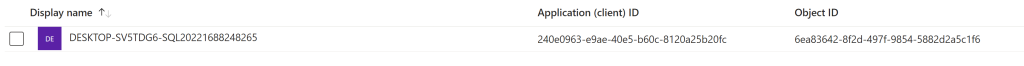 Display name ↑↓ Application (client) ID Object ID
DE DESKTOP-SV5TDG6-SQL20221688248265 240e0963-e9ae-40e5-b60c-8120a25b20fc 6ea83642-8f2d-497f-9854-5882d2a5c1f6